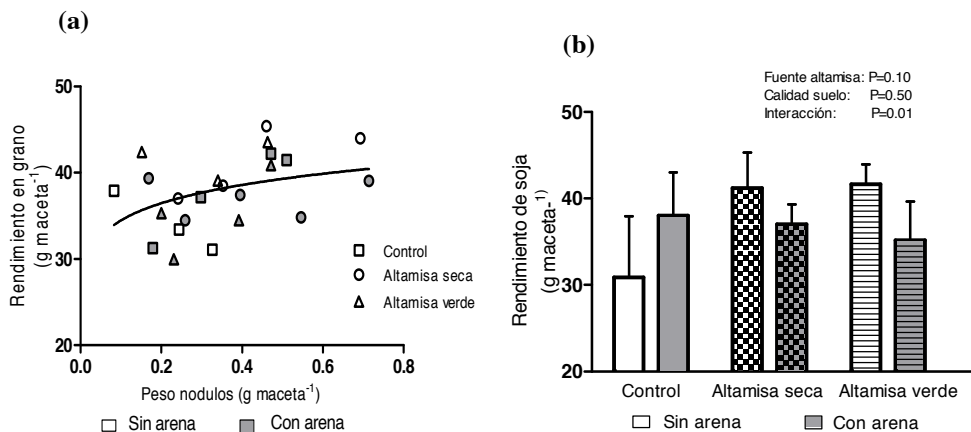 (a)
Rendimiento en grano
(g maceta-1)
50
40
30
20
0.0
0.2
0.4
0.6
0.8
Control
Altamisa seca
Altamisa verde
Peso nodulos (g maceta-1)
Sin arena
Con arena
(b)
Fuente altamisa: P=0.10
Calidad suelo: P=0.50
Interacción: P=0.01
Rendimiento de soja
(g maceta-1)
50
40
30
20
Control
Altamisa seca
Altamisa verde
Sin arena
Con arena